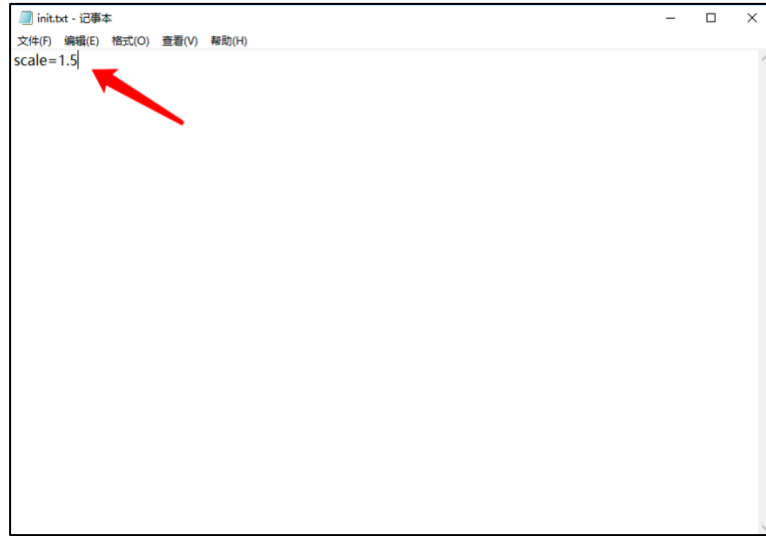 init.txt - 记事本
文件(F) 编辑(E) 格式(O) 查看(V) 帮助(H)
scale=1.5